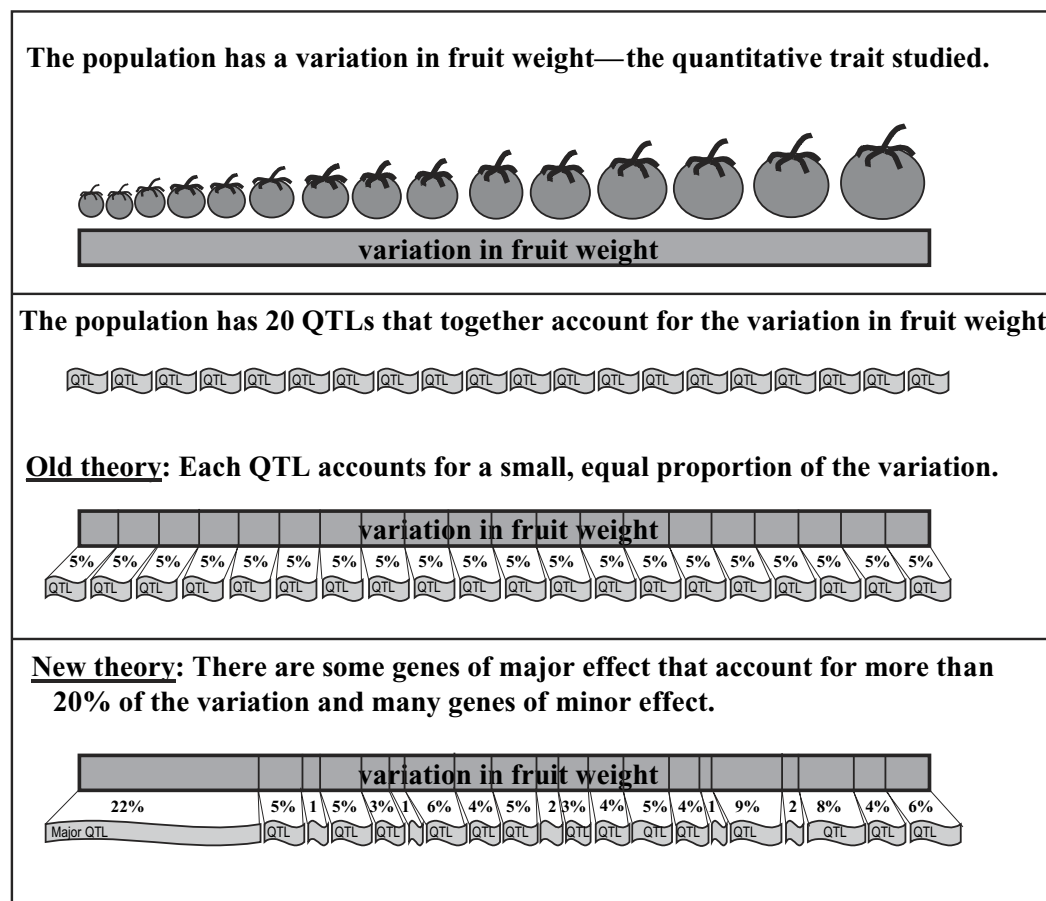 The population has a variation in fruit weight—the quantitative trait studied.
variation in fruit weight
The population has 20 QTLs that together account for the variation in fruit weight
QTL QTL QTL QTL QTL QTL QTL QTL QTL QTL QTL QTL QTL QTL QTL QTL QTL QTL QTL QTL
Old theory: Each QTL accounts for a small, equal proportion of the variation.
variation in fruit weight
5% 5% 5% 5% 5% 5% 5% 5% 5% 5% 5% 5% 5% 5% 5% 5% 5% 5% 5% 5%
QTL QTL QTL QTL QTL QTL QTL QTL QTL QTL QTL QTL QTL QTL QTL QTL QTL QTL QTL QTL
New theory: There are some genes of major effect that account for more than
20% of the variation and many genes of minor effect.
variation in fruit weight
22% 5% 1 5% 3% 1 6% 4% 5% 2 3% 4% 5% 4% 1 9% 2 8% 4% 6%
Major QTL QTL QTL QTL QTL QTL QTL QTL QTL QTL QTL QTL QTL QTL QTL